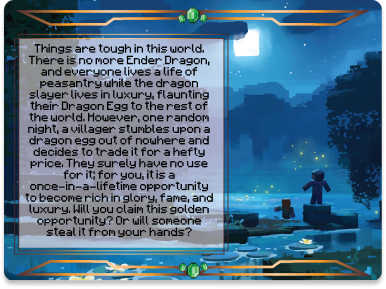 Things are tough in this world.
There is no more Ender Dragon,
and everyone lives a life of
peasantry while the dragon
slayer lives in luxury, flaunting
their Dragon Egg to the rest of
the world. However, one random
night, a villager stumbles upon a
dragon egg out of nowhere and
decides to trade it for a hefty
price. They surely have no use
for it; for you, it is a
once-in-a-lifetime opportunity
to become rich in glory, fame, and
luxury. Will you claim this golden
opportunity? Or will someone
steal it from your hands?